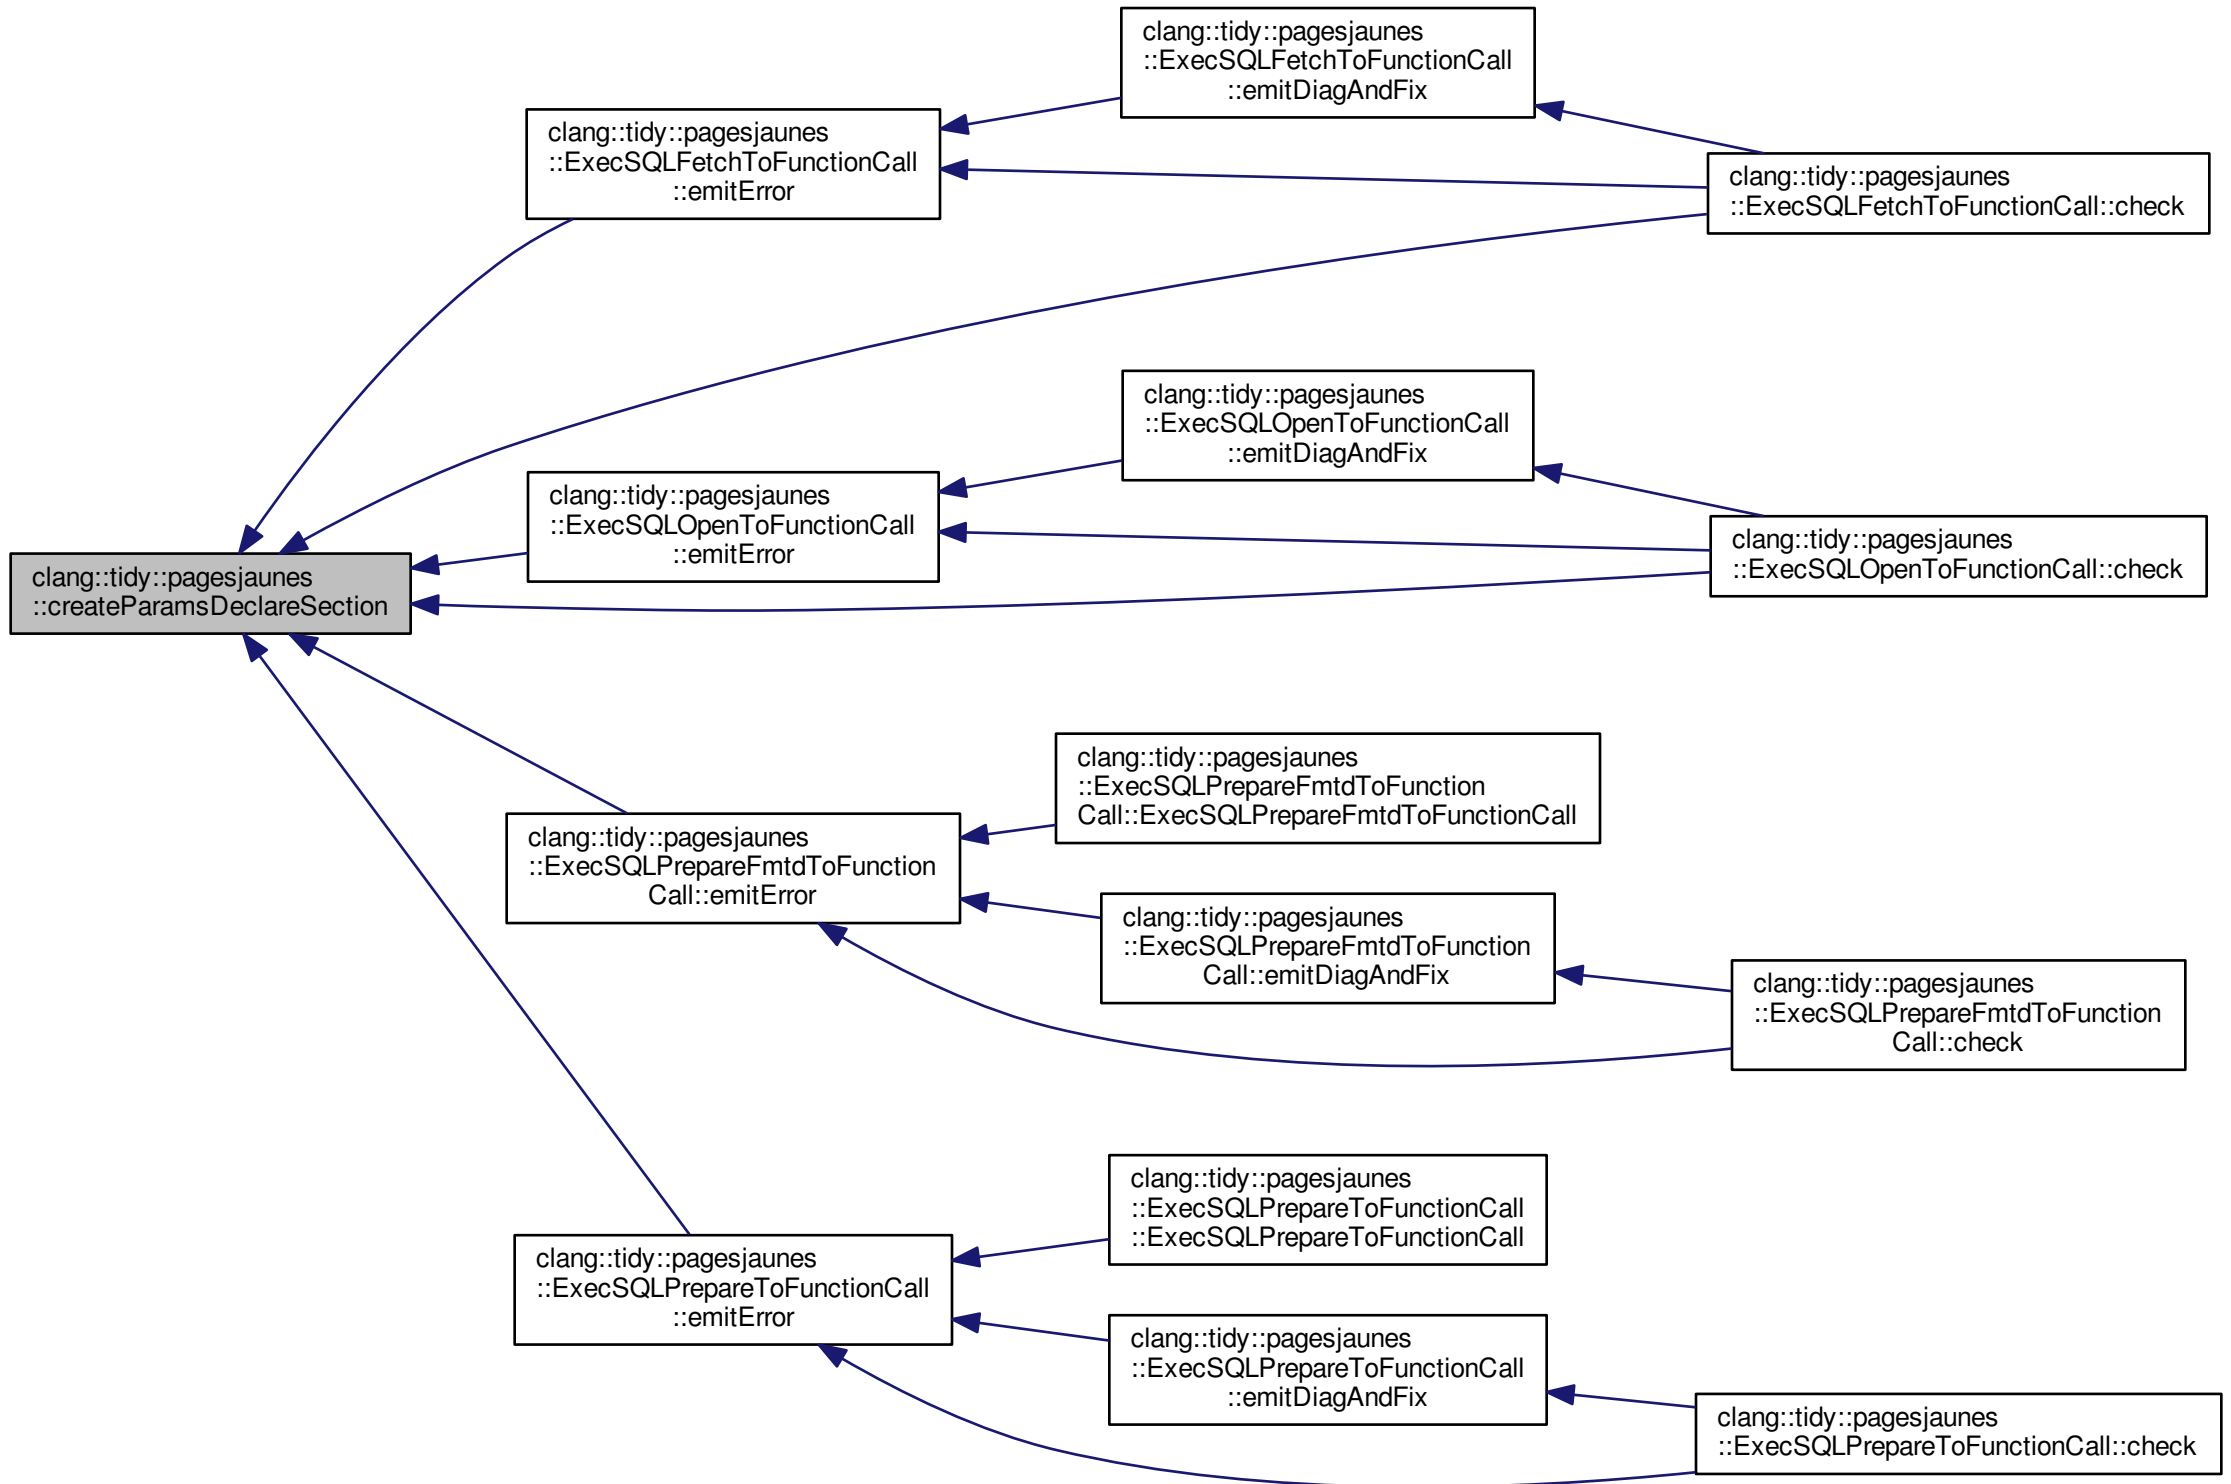 clang::tidy::pagesjaunes
::ExecSQLFetchToFunctionCall
::emitDiagAndFix
clang::tidy::pagesjaunes
::ExecSQLFetchToFunctionCall
::emitError
clang::tidy::pagesjaunes
::ExecSQLFetchToFunctionCall::check
clang::tidy::pagesjaunes
::ExecSQLOpenToFunctionCall
::emitDiagAndFix
clang::tidy::pagesjaunes
::ExecSQLOpenToFunctionCall
::emitError
clang::tidy::pagesjaunes
::ExecSQLOpenToFunctionCall::check
clang::tidy::pagesjaunes
::createParamsDeclareSection
clang::tidy::pagesjaunes
::ExecSQLPrepareFmtdToFunction
Call::ExecSQLPrepareFmtdToFunctionCall
clang::tidy::pagesjaunes
::ExecSQLPrepareFmtdToFunction
Call::emitError
clang::tidy::pagesjaunes
::ExecSQLPrepareFmtdToFunction
Call::emitDiagAndFix
clang::tidy::pagesjaunes
::ExecSQLPrepareFmtdToFunction
Call::check
clang::tidy::pagesjaunes
::ExecSQLPrepareToFunctionCall
::ExecSQLPrepareToFunctionCall
clang::tidy::pagesjaunes
::ExecSQLPrepareToFunctionCall
::emitError
clang::tidy::pagesjaunes
::ExecSQLPrepareToFunctionCall
::emitDiagAndFix
clang::tidy::pagesjaunes
::ExecSQLPrepareToFunctionCall::check